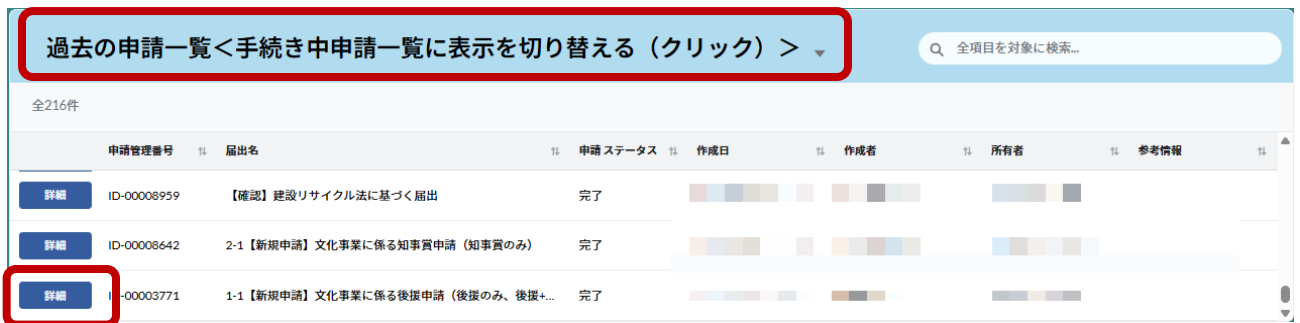 過去の申請一覧＜手続き中申請一覧に表示を切り替える（クリック）＞
全項目を対象に検索...
全216件
申請管理番号 届出名 申請 ステータス 作成日 作成者 所有者 参考情報
詳細 ID-00008959 【確認】建設リサイクル法に基づく届出 完了
詳細 ID-00008642 2-1【新規申請】文化事業に係る知事賞申請（知事賞のみ） 完了
詳細 ID-00003771 1-1【新規申請】文化事業に係る後援申請（後援のみ、後援+... 完了